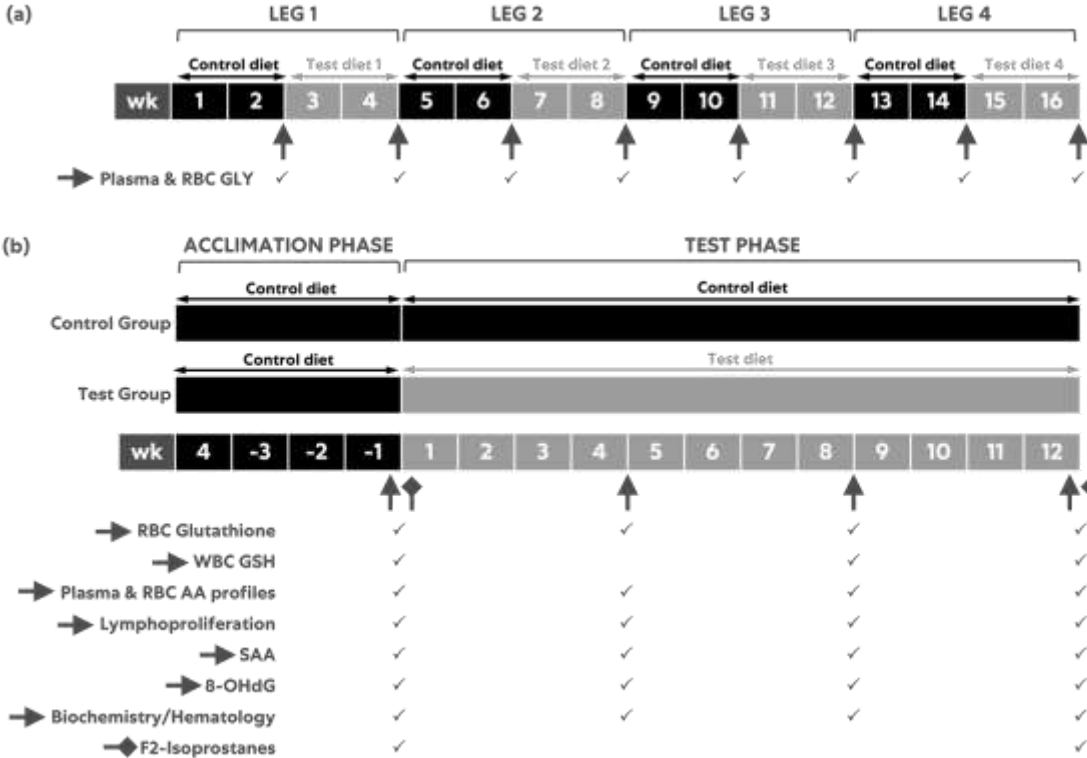 (a)
LEG 1 LEG 2 LEG 3 LEG 4
Control diet Test diet 1 Control diet Test diet 2 Control diet Test diet 3 Control diet Test diet 4
wk 1 2 3 4 5 6 7 8 9 10 11 12 13 14 15 16
Plasma & RBC GLY ✓ ✓ ✓ ✓ ✓ ✓ ✓ ✓
(b)
ACCLIMATION PHASE TEST PHASE
Control diet Control diet
Control Group
Control diet Test diet
Test Group
wk 4 -3 -2 -1 1 2 3 4 5 6 7 8 9 10 11 12
RBC Glutathione ✓ ✓ ✓ ✓
WBC GSH ✓ ✓ ✓
Plasma & RBC AA profiles ✓ ✓ ✓ ✓
Lymphoproliferation ✓ ✓ ✓ ✓
SAA ✓ ✓ ✓ ✓
8-OHdG ✓ ✓ ✓ ✓
Biochemistry/Hematology ✓ ✓ ✓ ✓
F2-Isoprostanes ✓ ✓